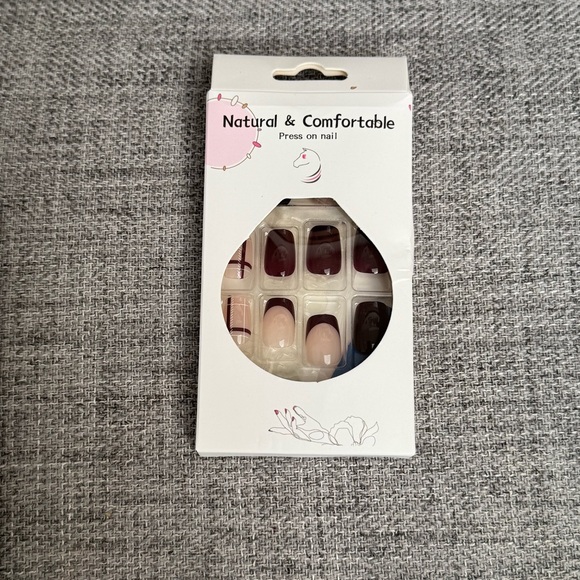 Natural & Comfortable
Press on nail